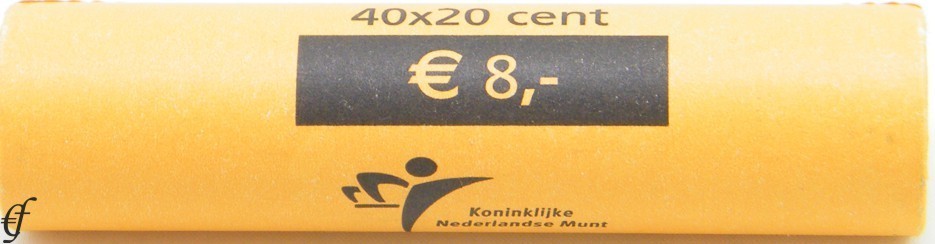 40x20 cent
€ 8,-
Koninklijke
Nederlandse Munt
€f